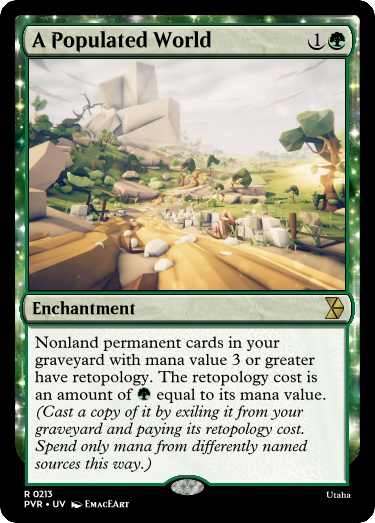 A Populated World 1
Enchantment
Nonland permanent cards in your
graveyard with mana value 3 or greater
have retopology. The retopology cost is
an amount of equal to its mana value.
(Cast a copy of it by exiling it from your
graveyard and paying its retopology cost.
Spend only mana from differently named
sources this way.)
R 0213
PVR • UV EmaceArt
Utaha